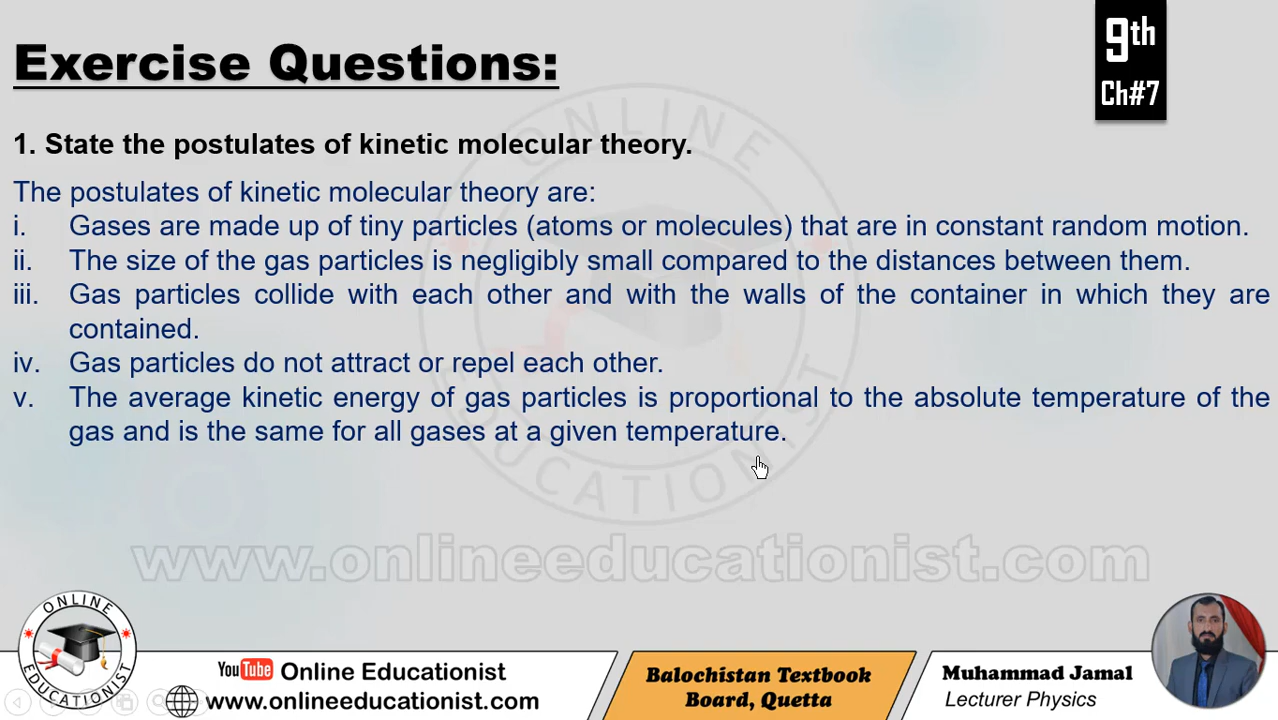 Exercise Questions:
9th
Ch#7
1. State the postulates of kinetic molecular theory.
The postulates of kinetic molecular theory are:
i. Gases are made up of tiny particles (atoms or molecules) that are in constant random motion.
ii. The size of the gas particles is negligibly small compared to the distances between them.
iii. Gas particles collide with each other and with the walls of the container in which they are
contained.
iv. Gas particles do not attract or repel each other.
v. The average kinetic energy of gas particles is proportional to the absolute temperature of the
gas and is the same for all gases at a given temperature.
ONLINE
EDUCATIONIST
www.onlineeducationist.com
ONLINE
EDUCATIONIST
YouTube Online Educationist
www.onlineeducationist.com
Balochistan Textbook
Board, Quetta
Muhammad Jamal
Lecturer Physics